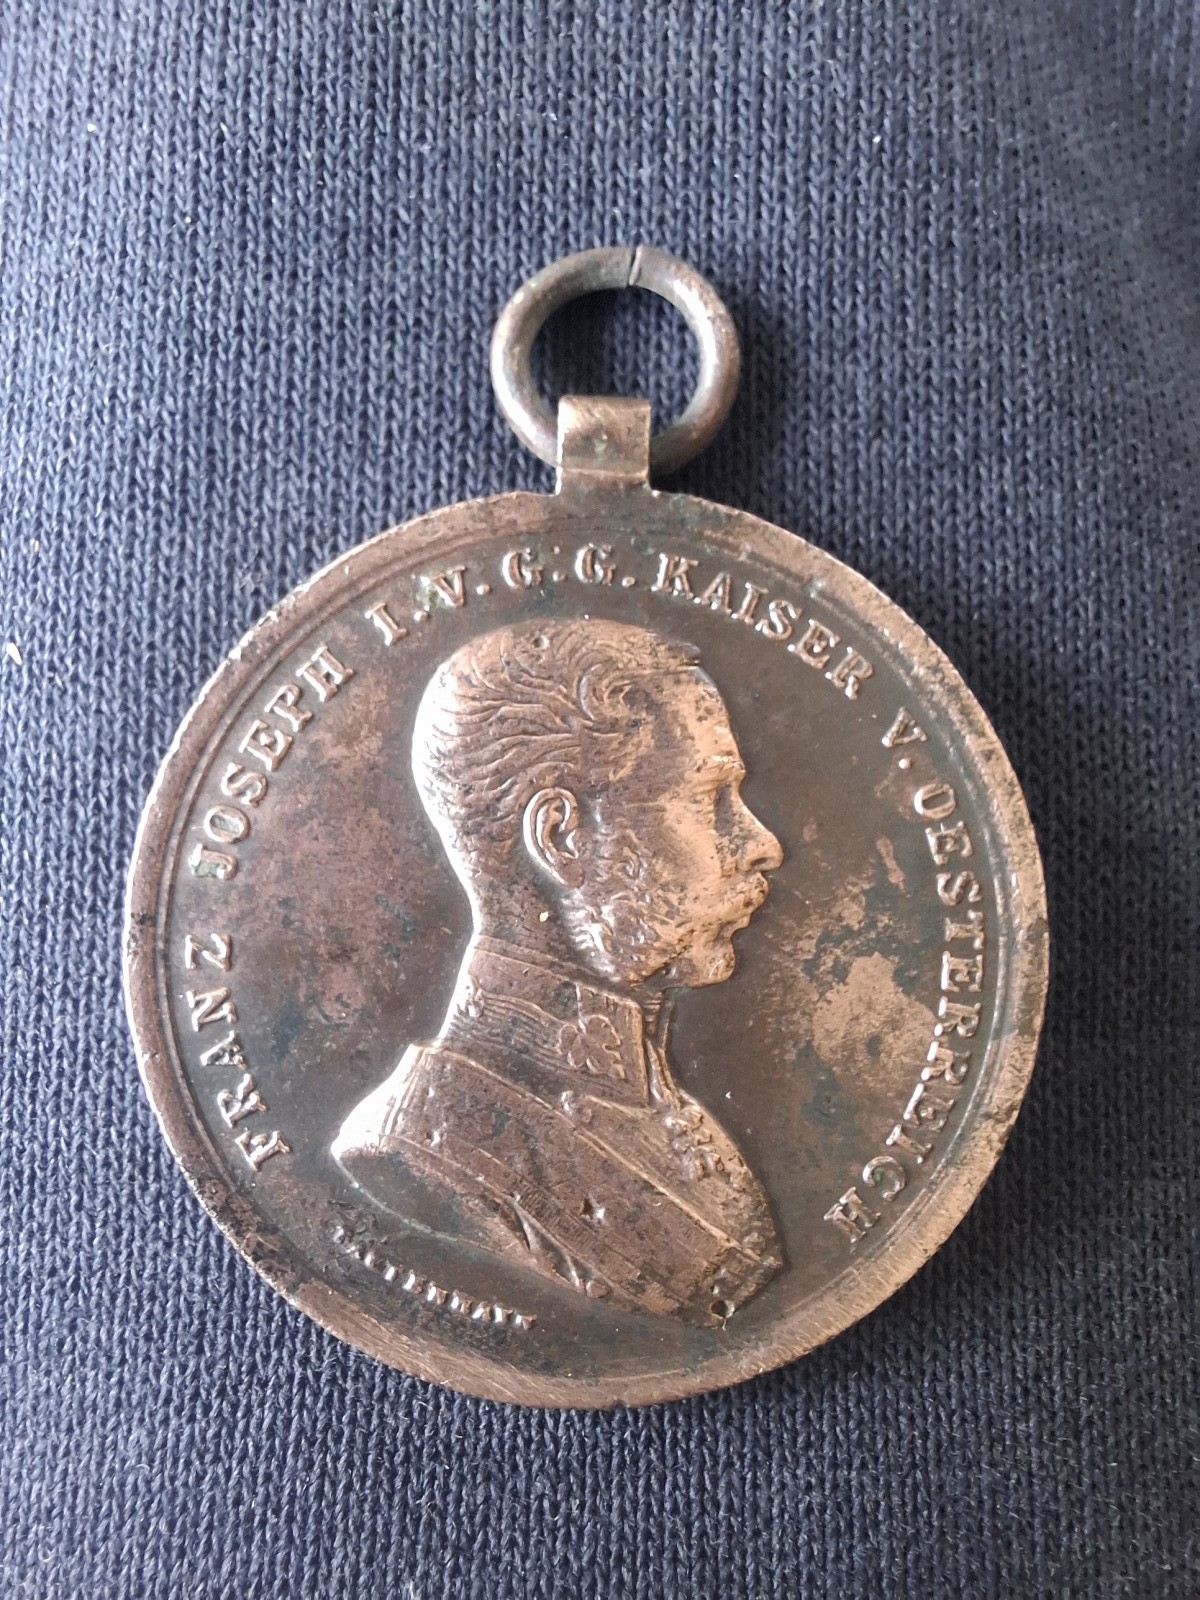 FRANZ JOSEPH I. V. G. G. KAISER V. OESTERREICH